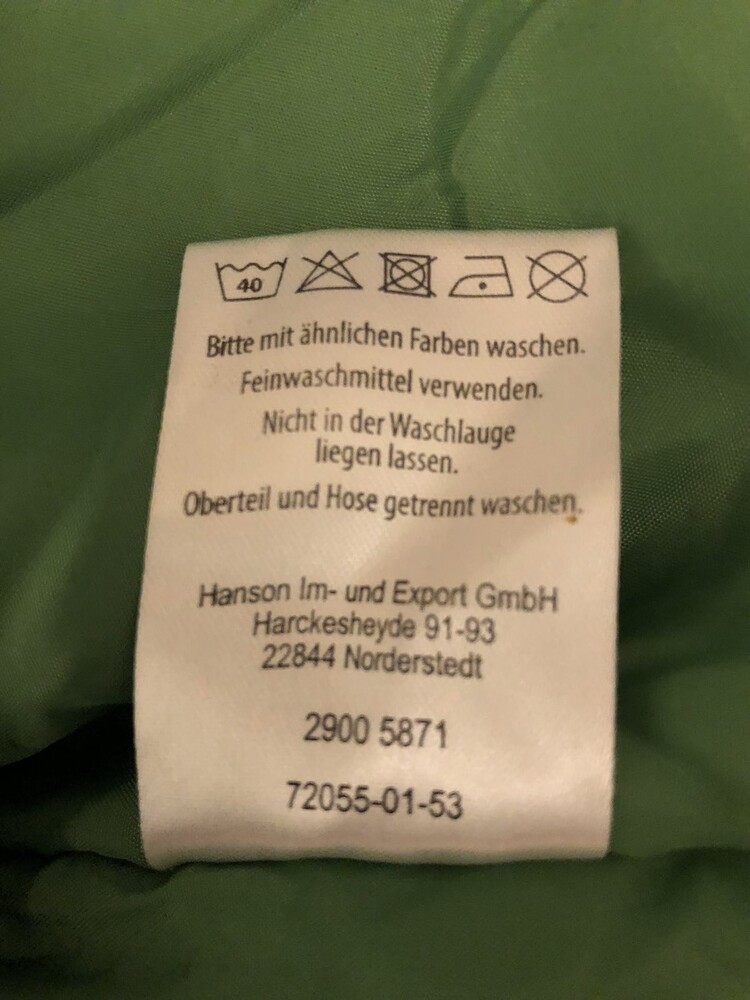 40
Bitte mit ähnlichen Farben waschen.
Feinwaschmittel verwenden.
Nicht in der Waschlauge
liegen lassen.
Oberteil und Hose getrennt waschen.
Hanson Im- und Export GmbH
Harckesheyde 91-93
22844 Norderstedt
2900 5871
72055-01-53